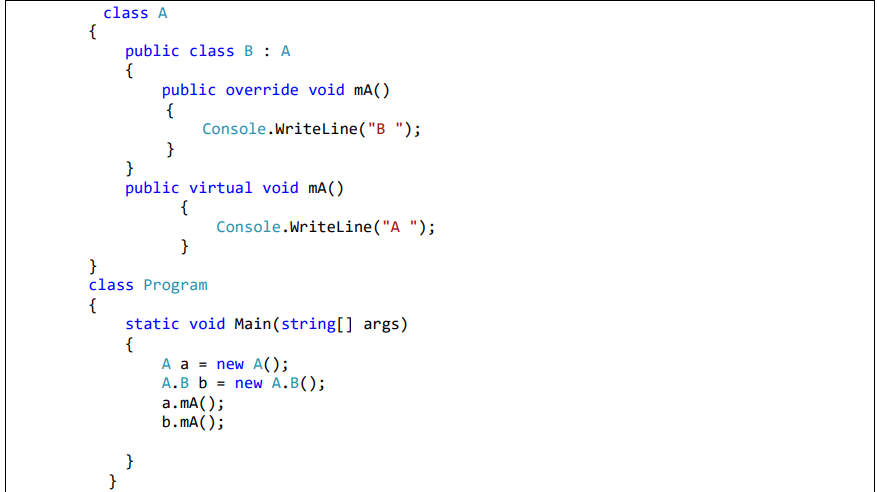 class A
{
public class B : A
{
public override void mA()
{
Console.WriteLine("B ");
}
}
public virtual void mA()
{
Console.WriteLine("A ");
}
}
class Program
{
static void Main(string[] args)
{
A a = new A();
A.B b = new A.B();
a.mA();
b.mA();
}
}